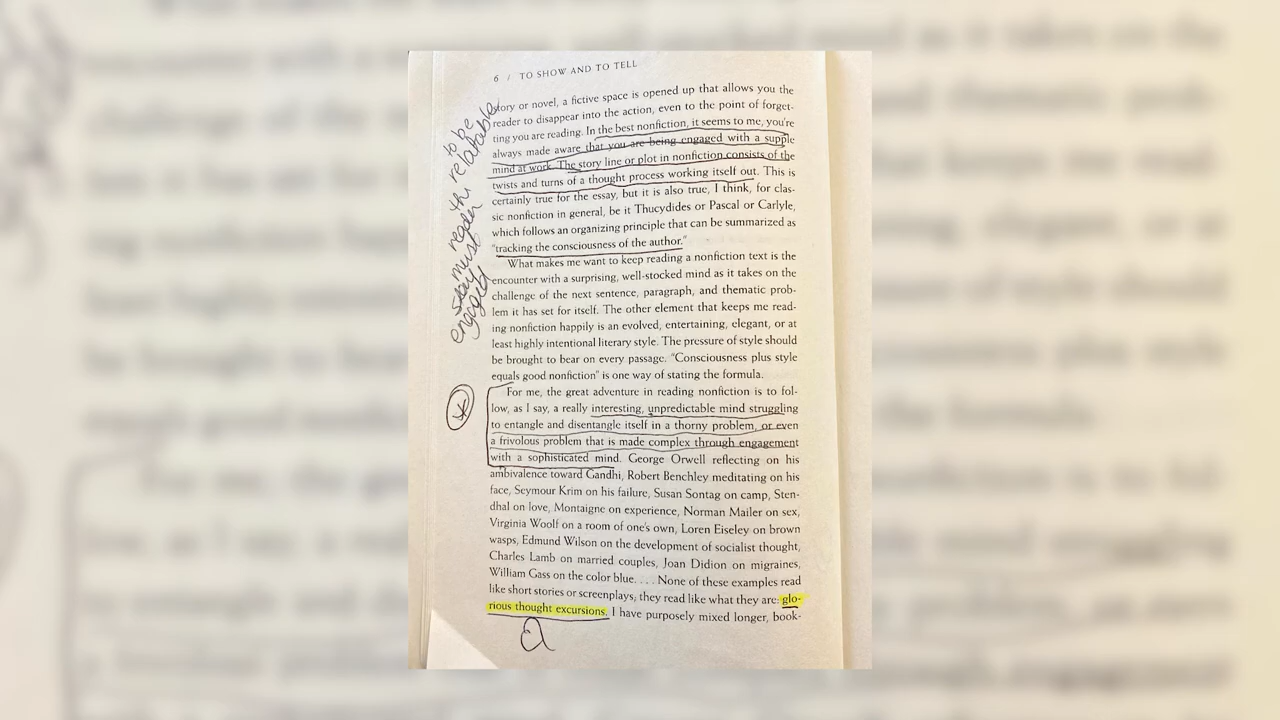 6 / TO SHOW AND TO TELL
story or novel, a fictive space is opened up that allows you the
reader to disappear into the action, even to the point of forget-
ting you are reading. In the best nonfiction, it seems to me, you're
always made aware that you are being engaged with a supple
mind at work. The story line or plot in nonfiction consists of the
twists and turns of a thought process working itself out. This is
certainly true for the essay, but it is also true, I think, for clas-
sic nonfiction in general, be it Thucydides or Pascal or Carlyle,
which follows an organizing principle that can be summarized as
"tracking the consciousness of the author."
What makes me want to keep reading a nonfiction text is the
encounter with a surprising, well-stocked mind as it takes on the
challenge of the next sentence, paragraph, and thematic prob-
lem it has set for itself. The other element that keeps me read-
ing nonfiction happily is an evolved, entertaining, elegant, or at
least highly intentional literary style. The pressure of style should
be brought to bear on every passage. "Consciousness plus style
equals good nonfiction" is one way of stating the formula.
For me, the great adventure in reading nonfiction is to fol-
low, as I say, a really interesting, unpredictable mind struggling
to entangle and disentangle itself in a thorny problem, or even
a frivolous problem that is made complex through engagement
with a sophisticated mind. George Orwell reflecting on his
ambivalence toward Gandhi, Robert Benchley meditating on his
face, Seymour Krim on his failure, Susan Sontag on camp, Sten-
dhal on love, Montaigne on experience, Norman Mailer on sex,
Virginia Woolf on a room of one's own, Loren Eiseley on brown
wasps, Edmund Wilson on the development of socialist thought,
Charles Lamb on married couples, Joan Didion on migraines,
William Gass on the color blue. . . . None of these examples read
like short stories or screenplays; they read like what they are: glo-
rious thought excursions. I have purposely mixed longer, book-
to be
relatable
th
reader
must
stay
engaged